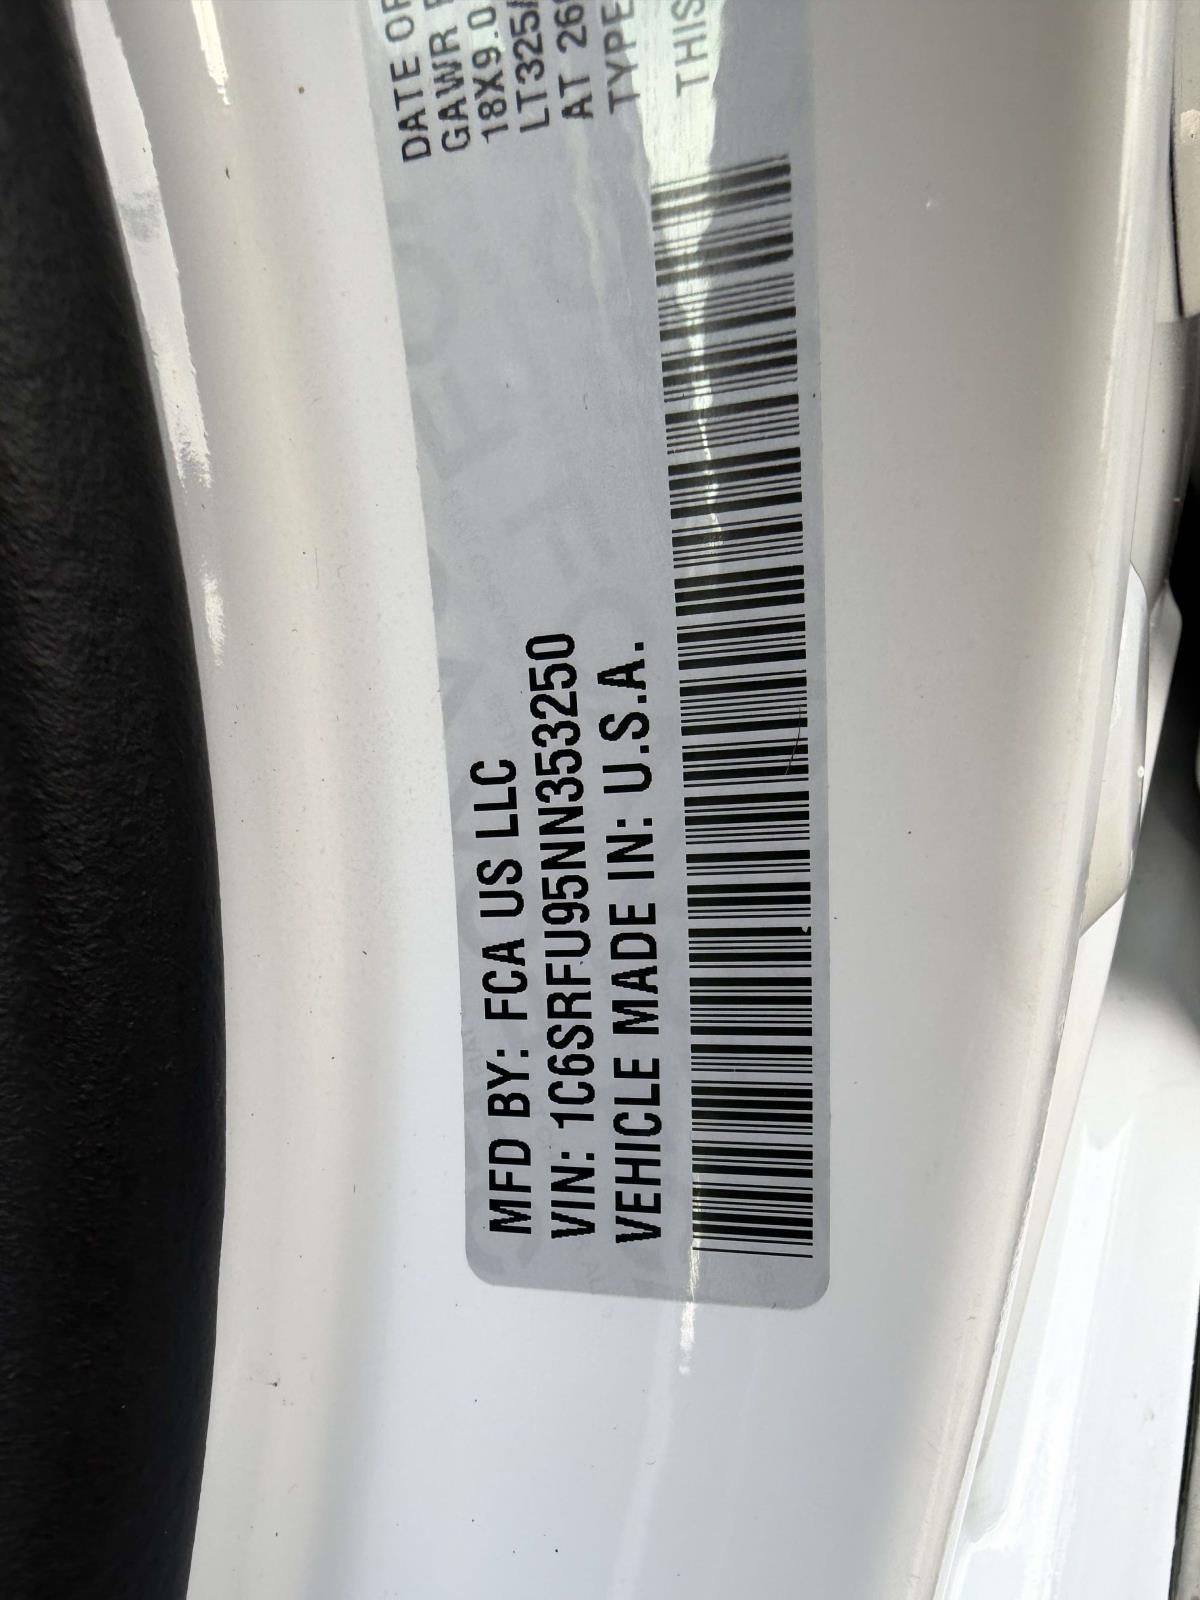 MFD BY: FCA US LLC
VIN: 1C6SRFU95NN353250
VEHICLE MADE IN: U.S.A.
DATE OF
GAWR
18X9.0
LT325/
AT 26
TYPE
THIS